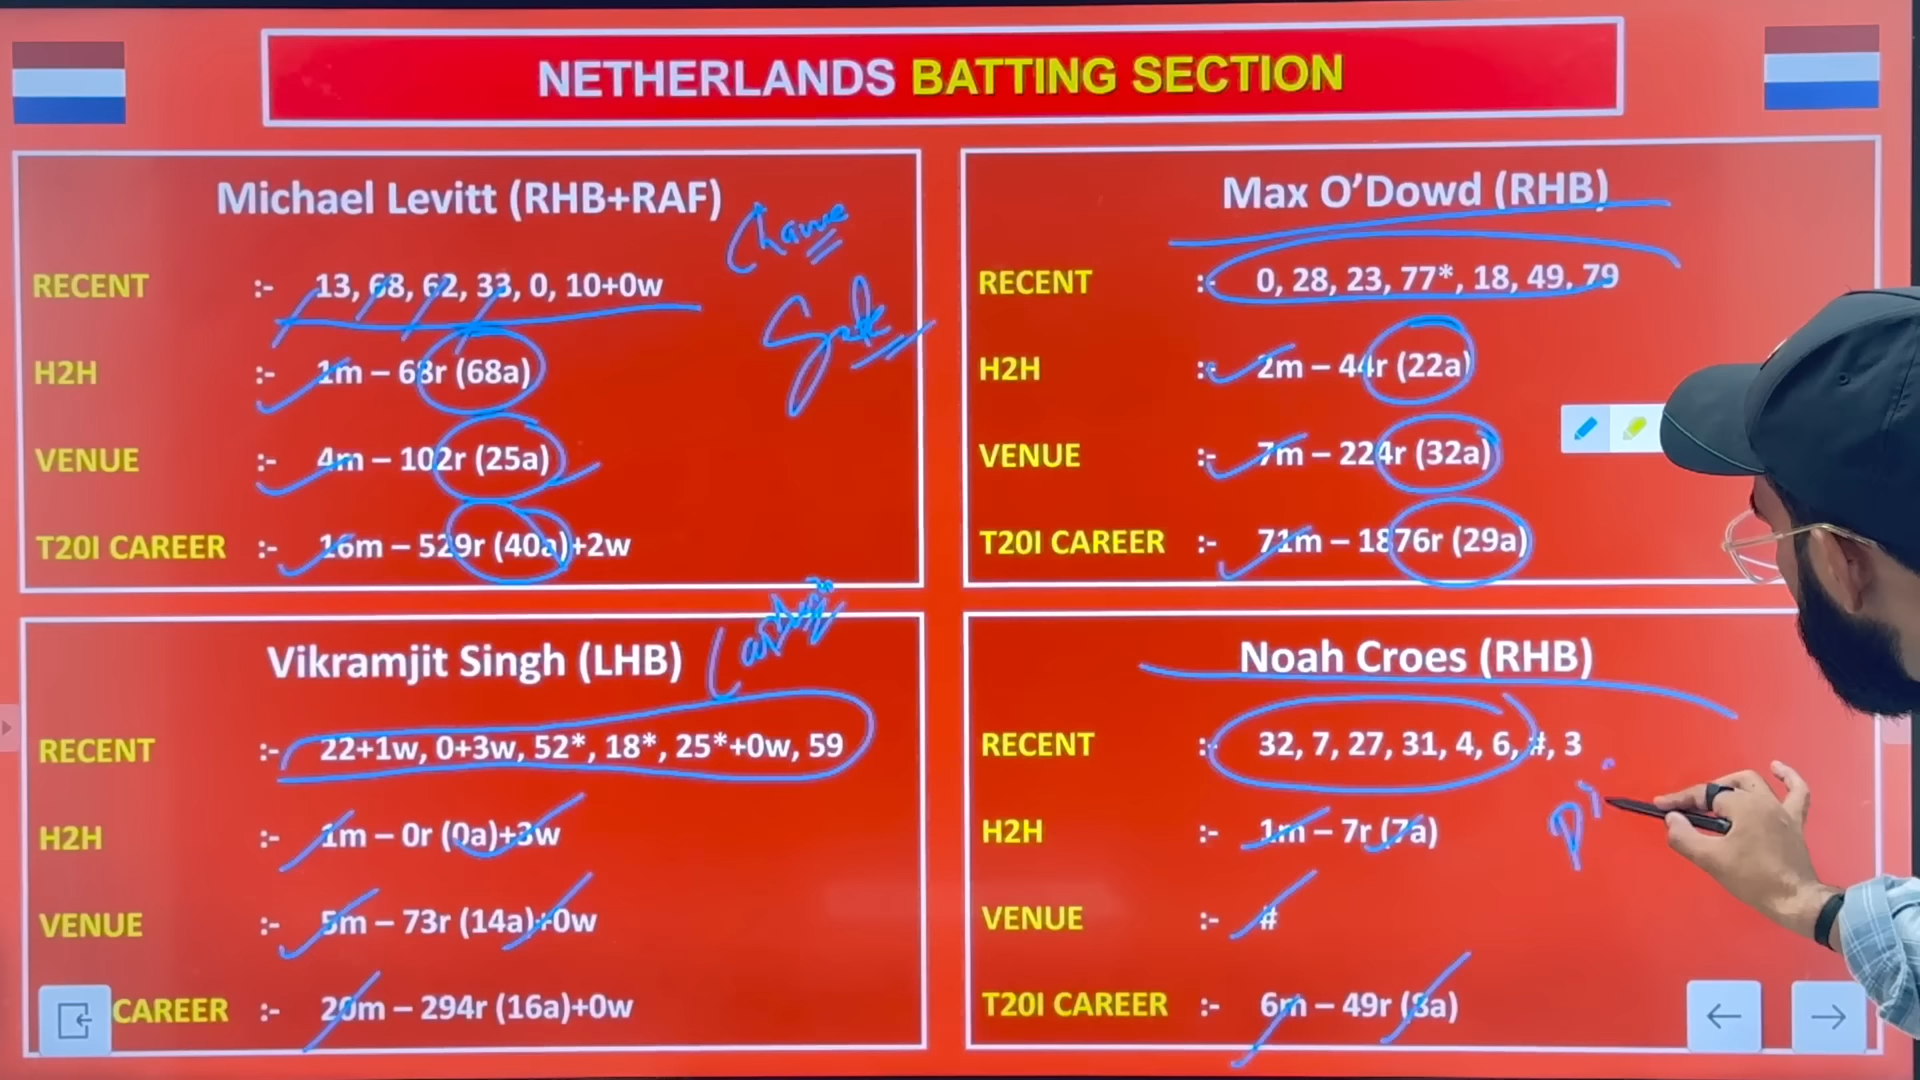 NETHERLANDS BATTING SECTION
Michael Levitt (RHB+RAF)
RECENT :- 13, 68, 62, 33, 0, 10+0w
H2H :- 1m – 68r (68a)
VENUE :- 4m – 102r (25a)
T20I CAREER :- 16m – 529r (40a)+2w
Max O’Dowd (RHB)
RECENT :- 0, 28, 23, 77*, 18, 49, 79
H2H :- 2m – 44r (22a)
VENUE :- 7m – 224r (32a)
T20I CAREER :- 71m – 1876r (29a)
Vikramjit Singh (LHB)
RECENT :- 22+1w, 0+3w, 52*, 18*, 25*+0w, 59
H2H :- 1m – 0r (0a)+3w
VENUE :- 5m – 73r (14a)+0w
CAREER :- 20m – 294r (16a)+0w
Noah Croes (RHB)
RECENT :- 32, 7, 27, 31, 4, 6, #, 3
H2H :- 1m – 7r (7a)
VENUE :- #
T20I CAREER :- 6m – 49r (8a)